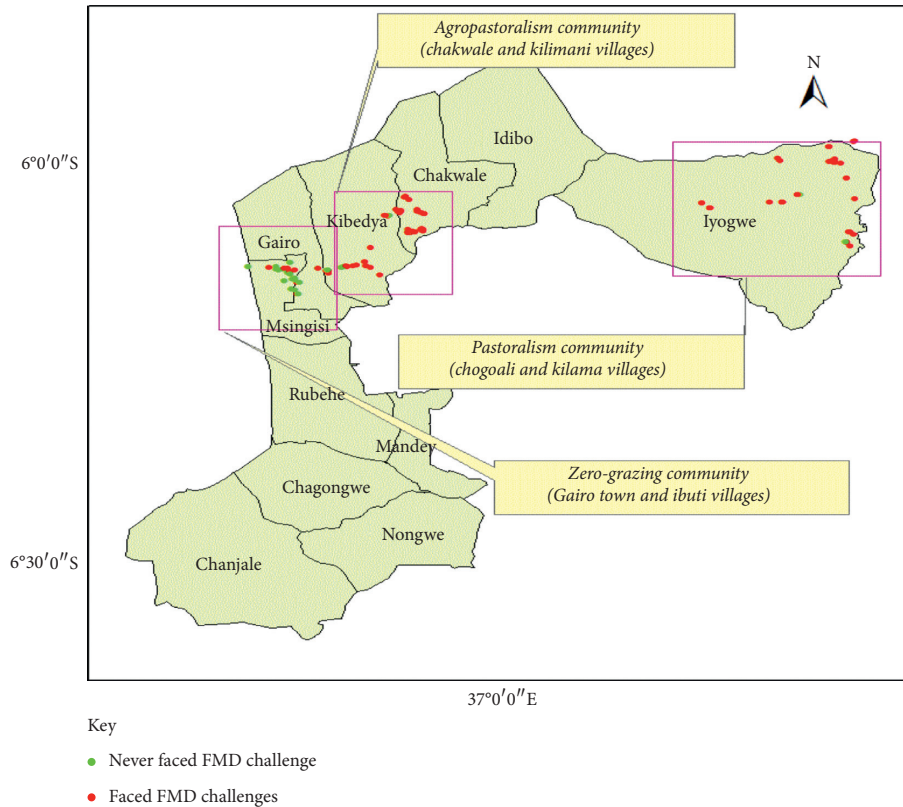 Agropastoralism community
(chakwale and kilimani villages)
N
6°0′0″S
Idibo
Chakwale
Kibedya
Iyogwe
Gairo
Msingisi
Pastoralism community
(chogoali and kilama villages)
Rubehe
Mandey
Zero-grazing community
(Gairo town and ibuti villages)
Chagongwe
Nongwe
6°30′0″S
Chanjale
37°0′0″E
Key
Never faced FMD challenge
Faced FMD challenges